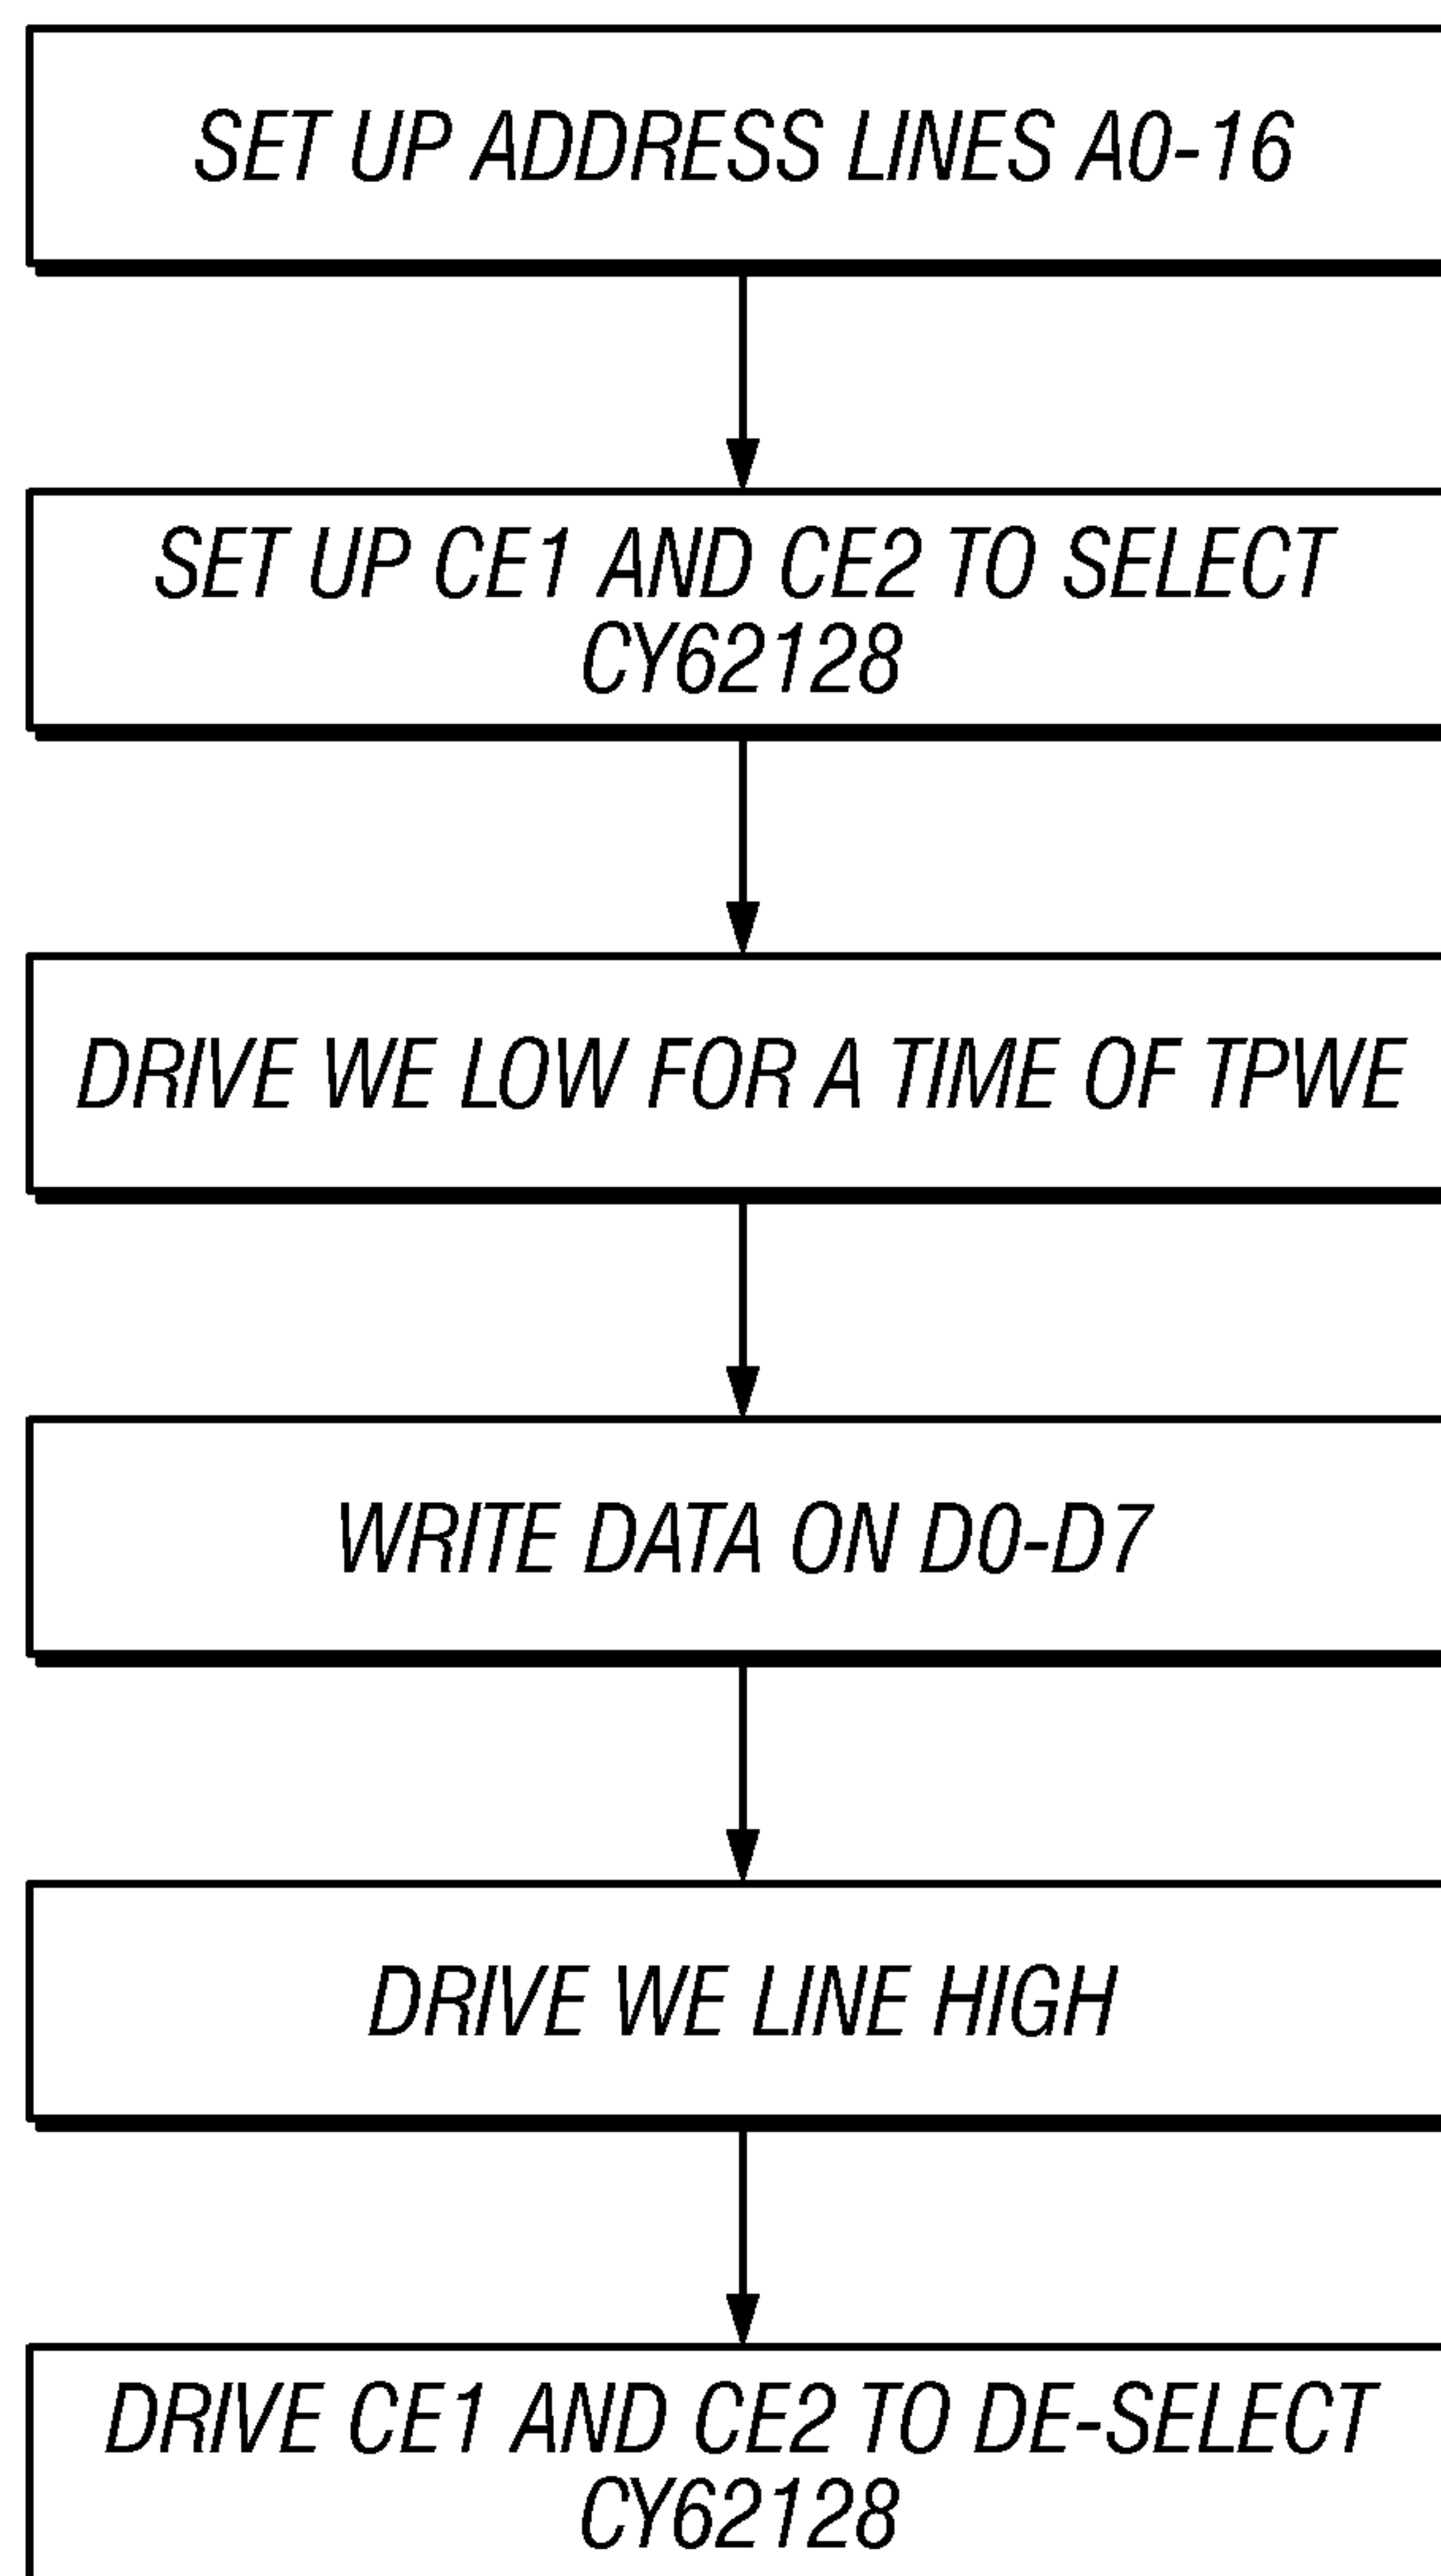 SET UP ADDRESS LINES A0-16
SET UP CE1 AND CE2 TO SELECT
CY62128
DRIVE WE LOW FOR A TIME OF TPWE
WRITE DATA ON D0-D7
DRIVE WE LINE HIGH
DRIVE CE1 AND CE2 TO DE-SELECT
CY62128